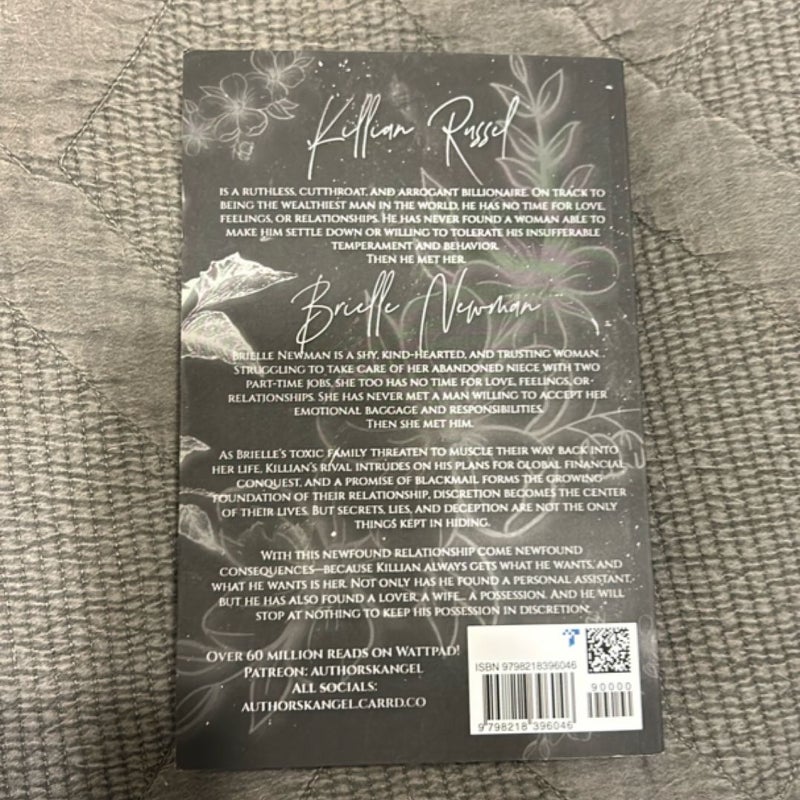 Killian Russel
IS A RUTHLESS, CUTTHROAT, AND ARROGANT BILLIONAIRE. ON TRACK TO
BEING THE WEALTHIEST MAN IN THE WORLD, HE HAS NO TIME FOR LOVE,
FEELINGS, OR RELATIONSHIPS. HE HAS NEVER FOUND A WOMAN ABLE TO
MAKE HIM SETTLE DOWN OR WILLING TO TOLERATE HIS INSUFFERABLE
TEMPERAMENT AND BEHAVIOR.
THEN HE MET HER.
Brielle Newman
BRIELLE NEWMAN IS A SHY, KIND-HEARTED, AND TRUSTING WOMAN.
STRUGGLING TO TAKE CARE OF HER ABANDONED NIECE WITH TWO
PART-TIME JOBS, SHE TOO HAS NO TIME FOR LOVE, FEELINGS, OR
RELATIONSHIPS. SHE HAS NEVER MET A MAN WILLING TO ACCEPT HER
EMOTIONAL BAGGAGE AND RESPONSIBILITIES.
THEN SHE MET HIM.
AS BRIELLE'S TOXIC FAMILY THREATEN TO MUSCLE THEIR WAY BACK INTO
HER LIFE, KILLIAN'S RIVAL INTRUDES ON HIS PLANS FOR GLOBAL FINANCIAL
CONQUEST, AND A PROMISE OF BLACKMAIL FORMS THE GROWING
FOUNDATION OF THEIR RELATIONSHIP, DISCRETION BECOMES THE CENTER
OF THEIR LIVES. BUT SECRETS, LIES, AND DECEPTION ARE NOT THE ONLY
THINGS KEPT IN HIDING.
WITH THIS NEWFOUND RELATIONSHIP COME NEWFOUND
CONSEQUENCES—BECAUSE KILLIAN ALWAYS GETS WHAT HE WANTS, AND
WHAT HE WANTS IS HER. NOT ONLY HAS HE FOUND A PERSONAL ASSISTANT,
BUT HE HAS ALSO FOUND A LOVER, A WIFE... A POSSESSION. AND HE WILL
STOP AT NOTHING TO KEEP HIS POSSESSION IN DISCRETION.
OVER 60 MILLION READS ON WATTPAD!
PATREON: AUTHORSKANGEL
ALL SOCIALS:
AUTHORSKANGEL.CARRD.CO
ISBN 9798218396046
90000
9 798218 396046